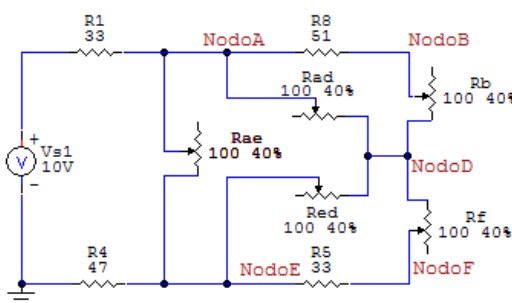 R1
33
NodoA
R8
51
NodoB
Rad
100 40%
Rb
100 40%
+
V
Vs1
10V
−
Rae
100 40%
NodoD
Red
100 40%
Rf
100 40%
R4
47
NodoE
R5
33
NodoF